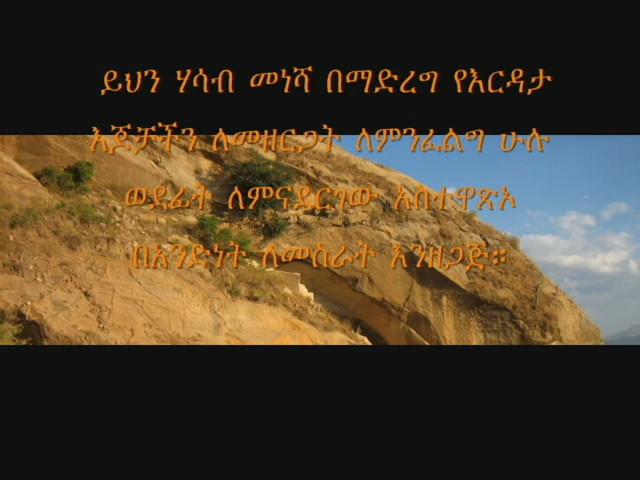 ይህን ሃሳብ መነሻ በማድረግ የእርዳታ
እጆቻችን ለመዘርጋት ለምንፈልግ ሁሉ
ወደፊት ለምናደርገው አስተዋጽኦ
በአንድነት ለመስራት እንዘጋጅ።